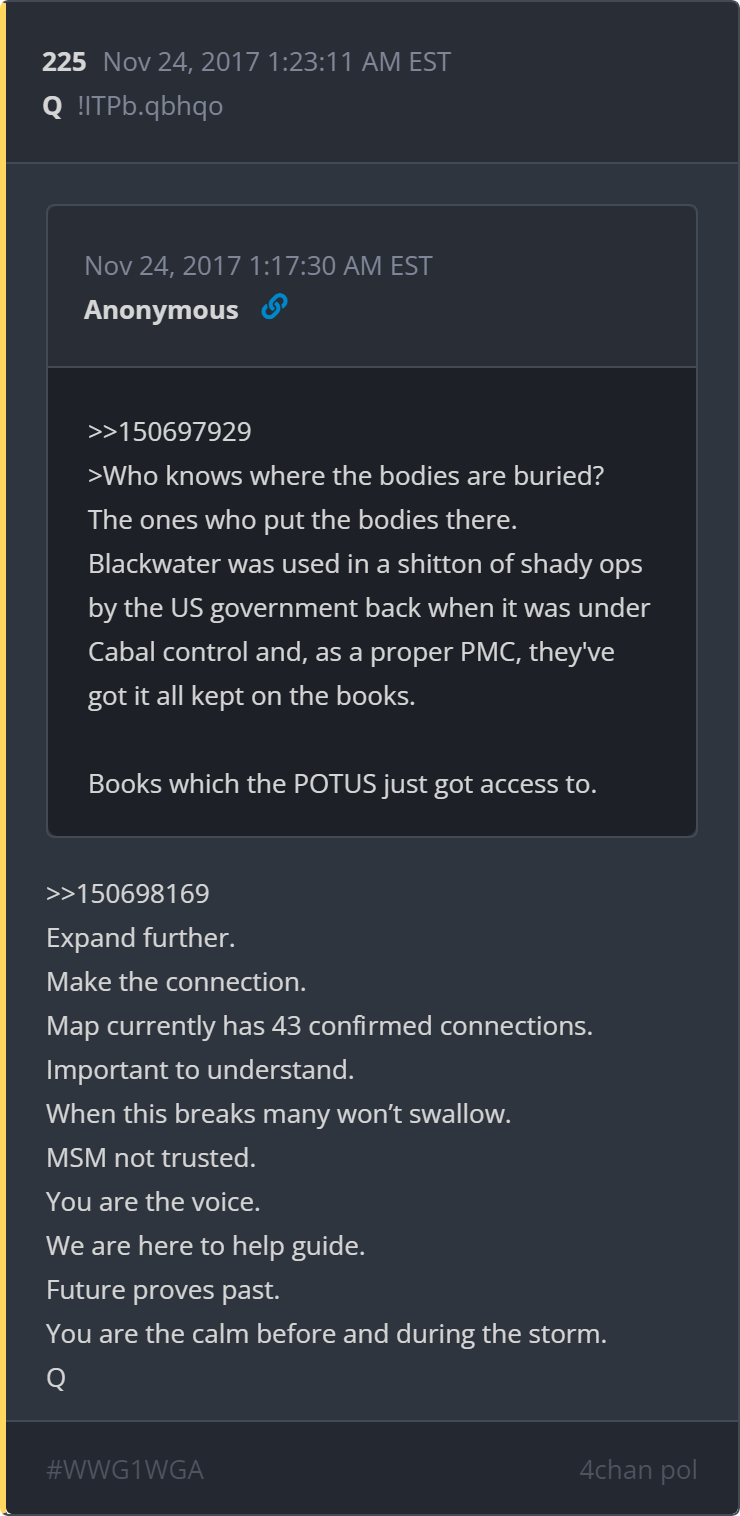 225 Nov 24, 2017 1:23:11 AM EST
Q !ITPb.qbhqo
Nov 24, 2017 1:17:30 AM EST
Anonymous
>>150697929
>Who knows where the bodies are buried?
The ones who put the bodies there.
Blackwater was used in a shitton of shady ops
by the US government back when it was under
Cabal control and, as a proper PMC, they've
got it all kept on the books.
Books which the POTUS just got access to.
>>150698169
Expand further.
Make the connection.
Map currently has 43 confirmed connections.
Important to understand.
When this breaks many won’t swallow.
MSM not trusted.
You are the voice.
We are here to help guide.
Future proves past.
You are the calm before and during the storm.
Q
#WWG1WGA 4chan pol